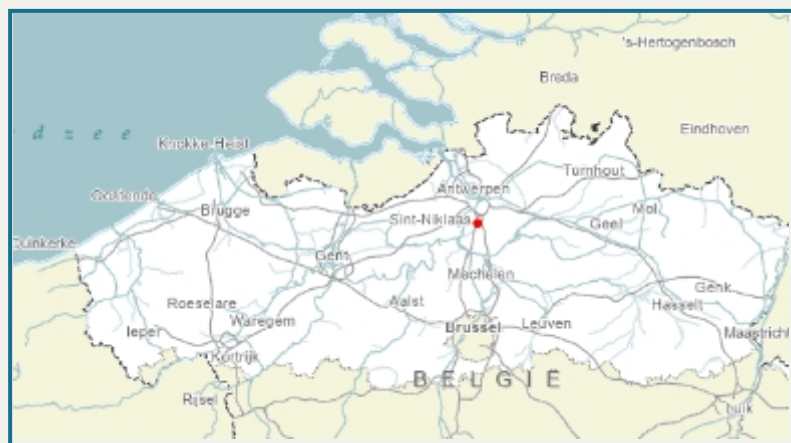 's-Hertogenbosch
Breda
Eindhoven
d z e e
Knokke-Heist
Turnhout
Antwerpen
Oostende
Mol
Brugge
Sint-Niklaas
Geel
Duinkerke
Gent
Mechelen
Genk
Roeselare
Aalst
Hasselt
Waregem
Brussel
Leuven
Ieper
Maastricht
Kortrijk
BELGIË
Rijsel
Luik